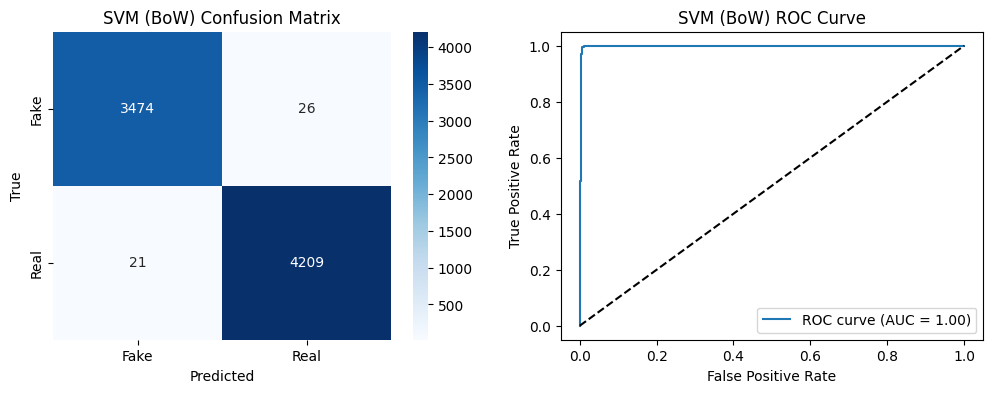 SVM (BoW) Confusion Matrix
Fake
Real
True
3474
26
21
4209
Fake
Real
Predicted
4000
3500
3000
2500
2000
1500
1000
500
SVM (BoW) ROC Curve
True Positive Rate
1.0
0.8
0.6
0.4
0.2
0.0
ROC curve (AUC = 1.00)
0.0
0.2
0.4
0.6
0.8
1.0
False Positive Rate